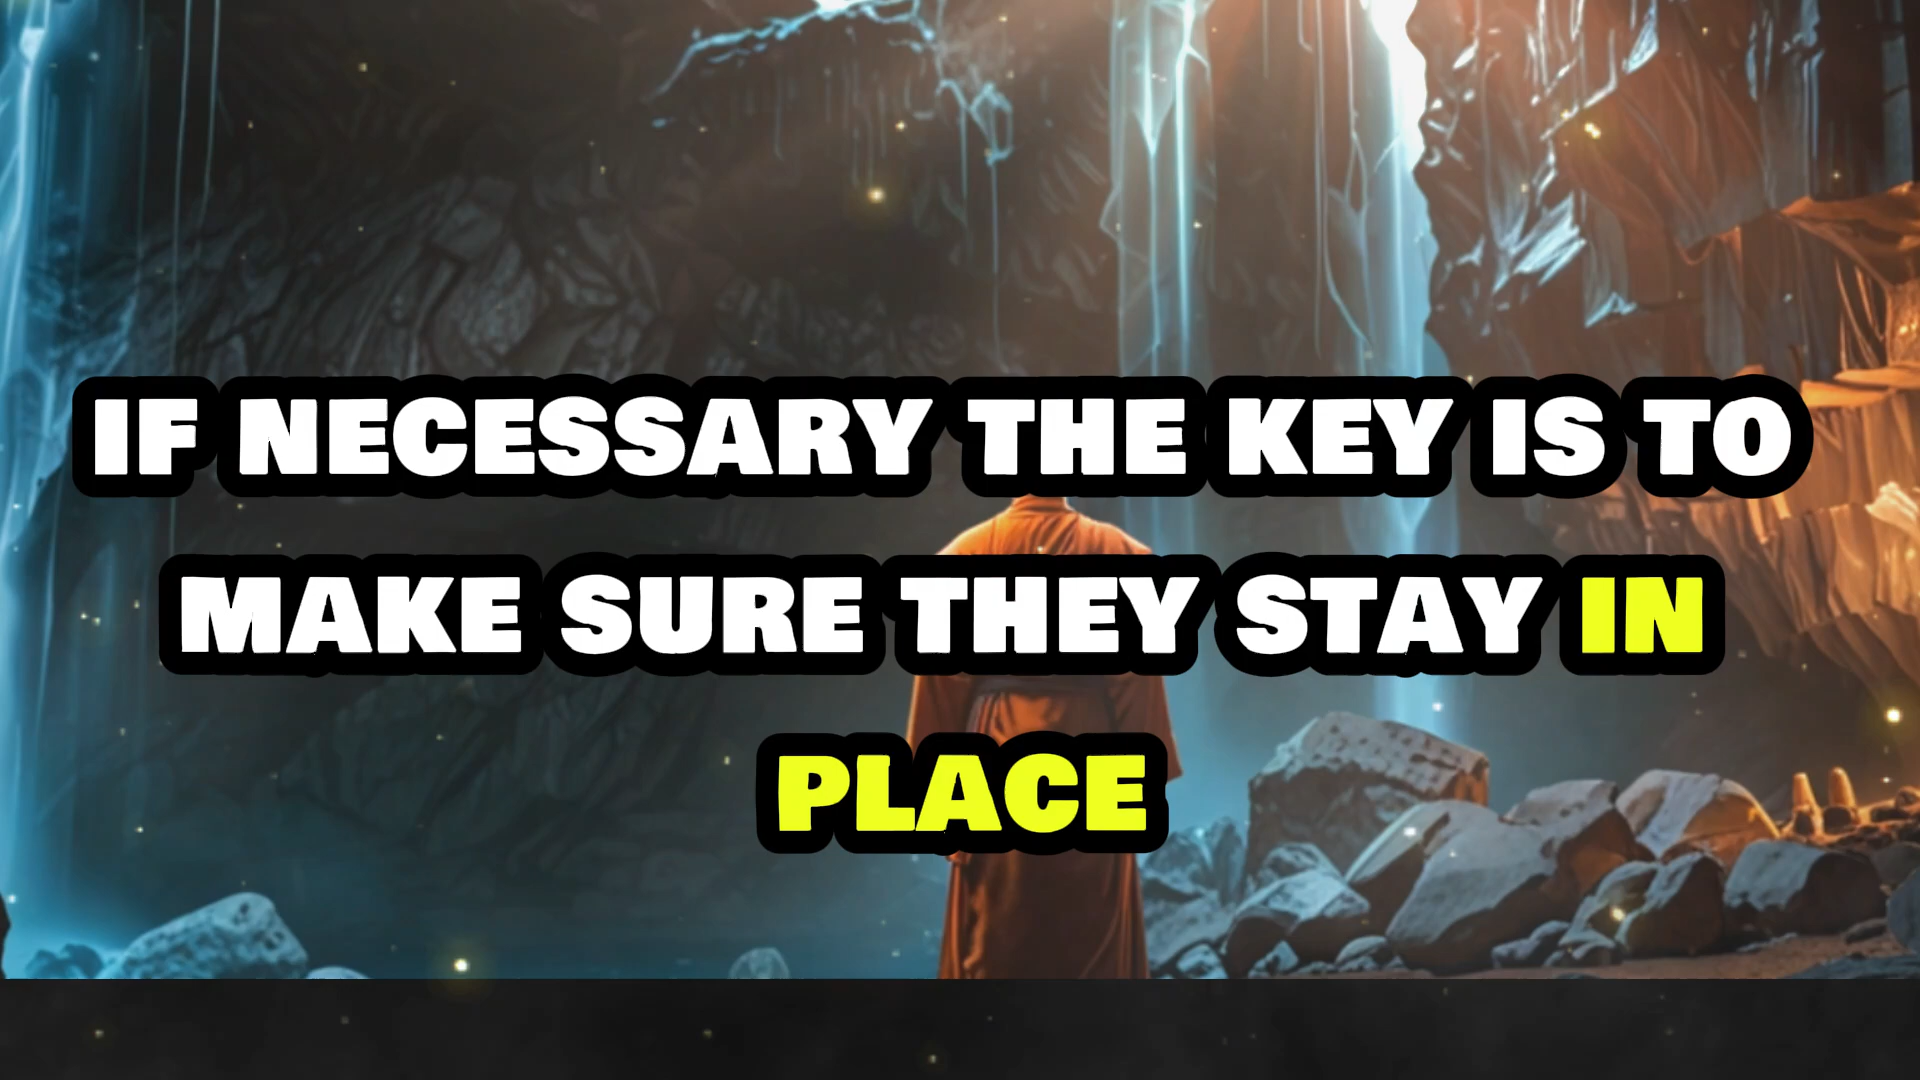 IF NECESSARY THE KEY IS TO
MAKE SURE THEY STAY IN
PLACE